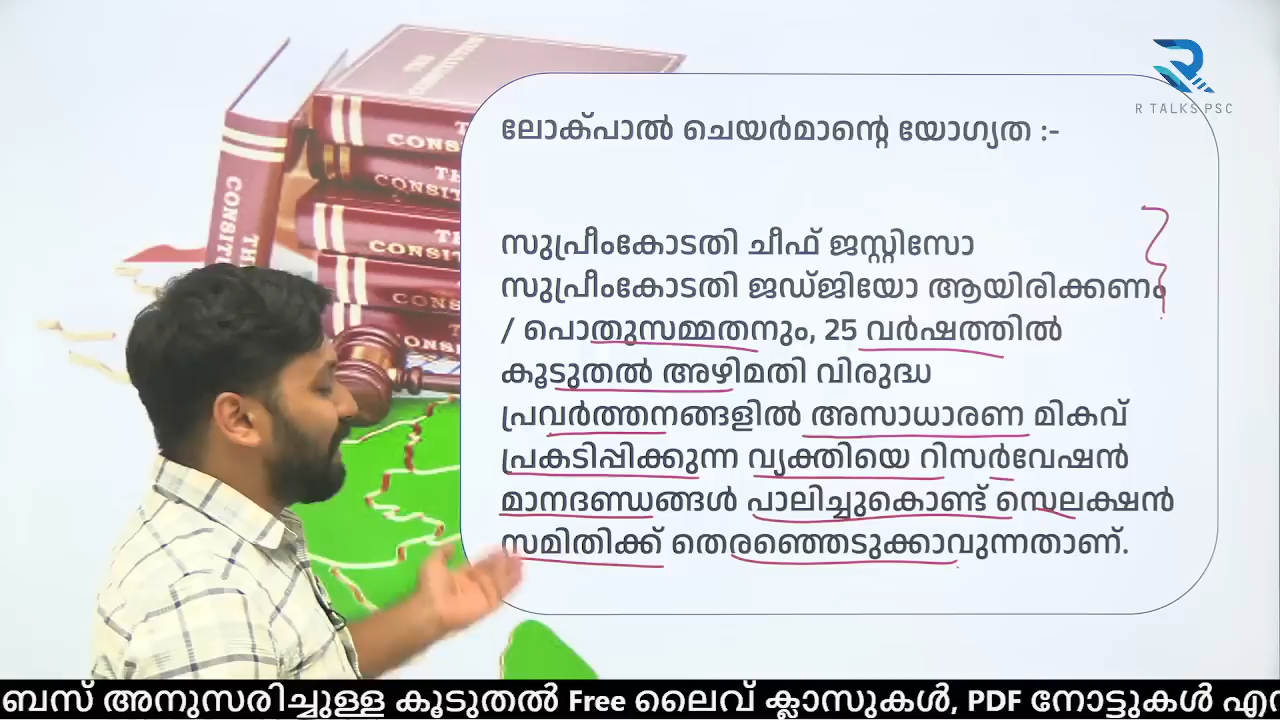 R TALKS PSC
ലോക്പാൽ ചെയർമാന്റെ യോഗ്യത :-
സുപ്രീംകോടതി ചീഫ് ജസ്റ്റിസോ
സുപ്രീംകോടതി ജഡ്ജിയോ ആയിരിക്കണം
/ പൊതുസമ്മതനും, 25 വർഷത്തിൽ
കൂടുതൽ അഴിമതി വിരുദ്ധ
പ്രവർത്തനങ്ങളിൽ അസാധാരണ മികവ്
പ്രകടിപ്പിക്കുന്ന വ്യക്തിയെ റിസർവേഷൻ
മാനദണ്ഡങ്ങൾ പാലിച്ചുകൊണ്ട് സെലക്ഷൻ
സമിതിക്ക് തെരഞ്ഞെടുക്കാവുന്നതാണ്.
ബസ് അനുസരിച്ചുള്ള കൂടുതൽ Free ലൈവ് ക്ലാസുകൾ, PDF നോട്ടുകൾ